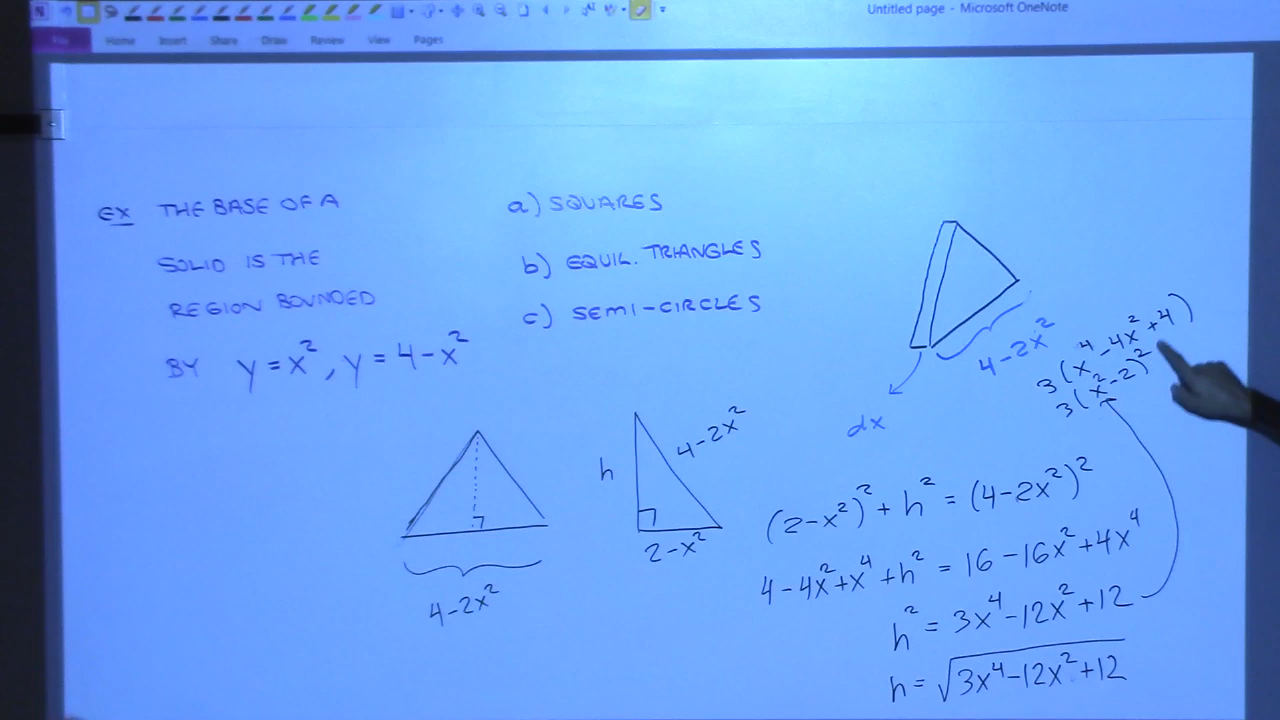 Untitled page - Microsoft OneNote
Home Insert Share Draw Review View Pages
EX THE BASE OF A
SOLID IS THE
REGION BOUNDED
BY y = x², y = 4 - x²
a) SQUARES
b) EQUIL. TRIANGLES
c) SEMI-CIRCLES
4 - 2x²
dx
3(x⁴ - 4x² + 4)
3(x² - 2)²
4 - 2x²
h
4 - 2x²
2 - x²
(2 - x²)² + h² = (4 - 2x²)²
4 - 4x² + x⁴ + h² = 16 - 16x² + 4x⁴
h² = 3x⁴ - 12x² + 12
h = √(3x⁴ - 12x² + 12)